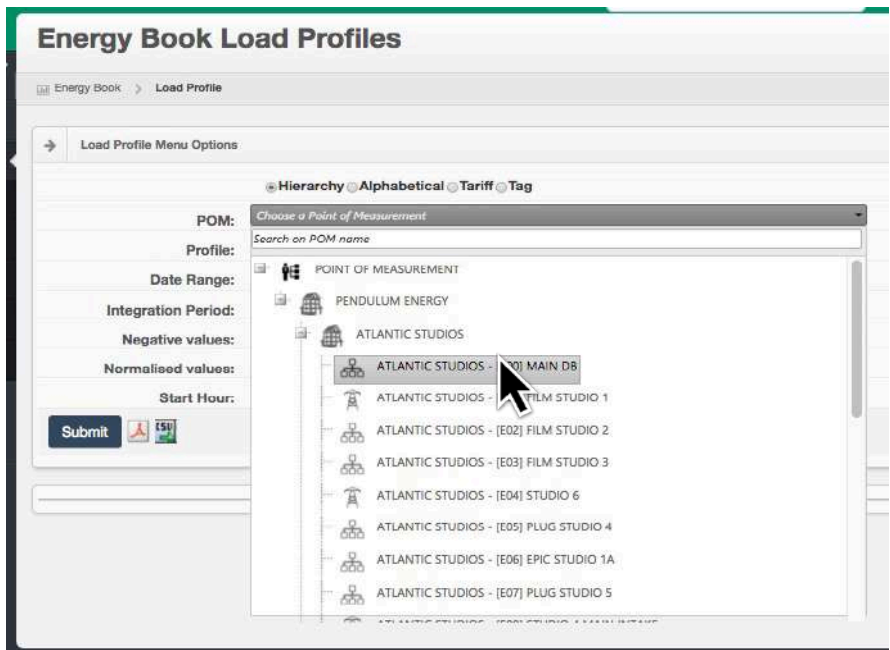 Energy Book Load Profiles
Energy Book > Load Profile
Load Profile Menu Options
Hierarchy Alphabetical Tariff Tag
POM: Choose a Point of Measurement
Search on POM name
Profile:
Date Range:
Integration Period:
Negative values:
Normalised values:
Start Hour:
Submit
CSV
POINT OF MEASUREMENT
PENDULUM ENERGY
ATLANTIC STUDIOS
ATLANTIC STUDIOS - MAIN DB
ATLANTIC STUDIOS - FILM STUDIO 1
ATLANTIC STUDIOS - [E02] FILM STUDIO 2
ATLANTIC STUDIOS - [E03] FILM STUDIO 3
ATLANTIC STUDIOS - [E04] STUDIO 6
ATLANTIC STUDIOS - [E05] PLUG STUDIO 4
ATLANTIC STUDIOS - [E06] EPIC STUDIO 1A
ATLANTIC STUDIOS - [E07] PLUG STUDIO 5